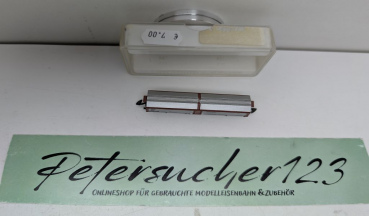 € 7.00
Petersucher123
ONLINESHOP FÜR GEBRAUCHTE MODELLEISENBAHN & ZUBEHÖR